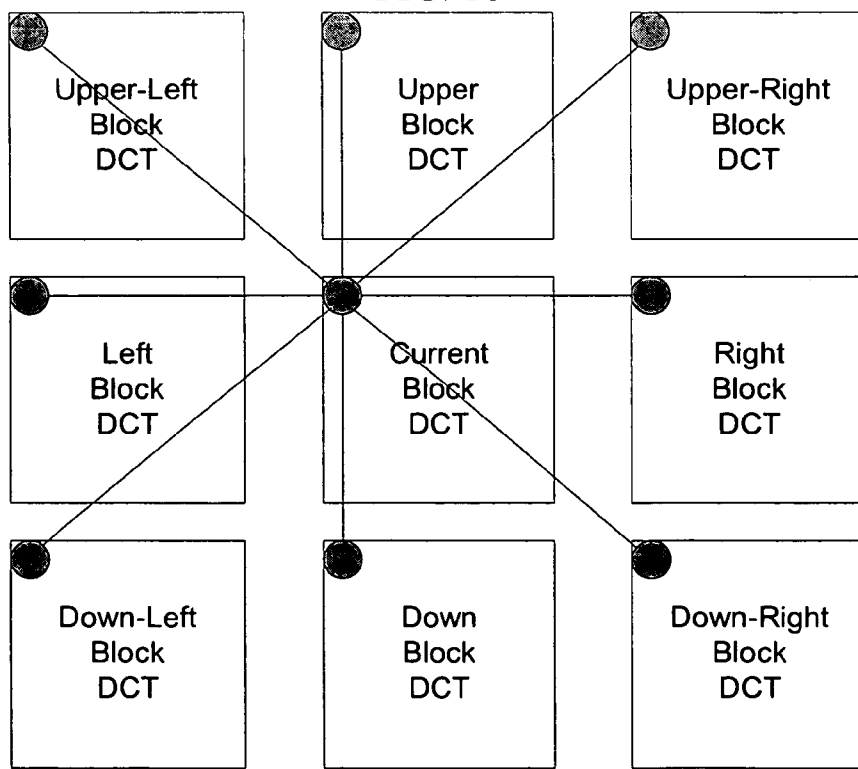 Upper-Left
Block
DCT
Upper
Block
DCT
Upper-Right
Block
DCT
Left
Block
DCT
Current
Block
DCT
Right
Block
DCT
Down-Left
Block
DCT
Down
Block
DCT
Down-Right
Block
DCT